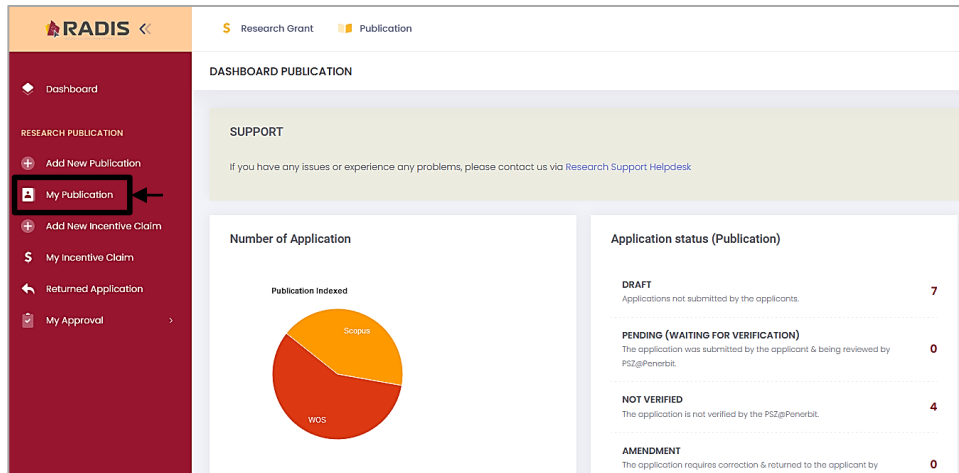 RADIS
Research Grant
Publication
DASHBOARD PUBLICATION
Dashboard
RESEARCH PUBLICATION
Add New Publication
My Publication
Add New Incentive Claim
My Incentive Claim
Returned Application
My Approval
SUPPORT
If you have any issues or experience any problems, please contact us via Research Support Helpdesk
Number of Application
Publication Indexed
Scopus
WOS
Application status (Publication)
DRAFT
Applications not submitted by the applicants.
7
PENDING (WAITING FOR VERIFICATION)
The application was submitted by the applicant & being reviewed by
PSZ@Penerbit.
0
NOT VERIFIED
The application is not verified by the PSZ@Penerbit.
4
AMENDMENT
The application requires correction & returned to the applicant by
0